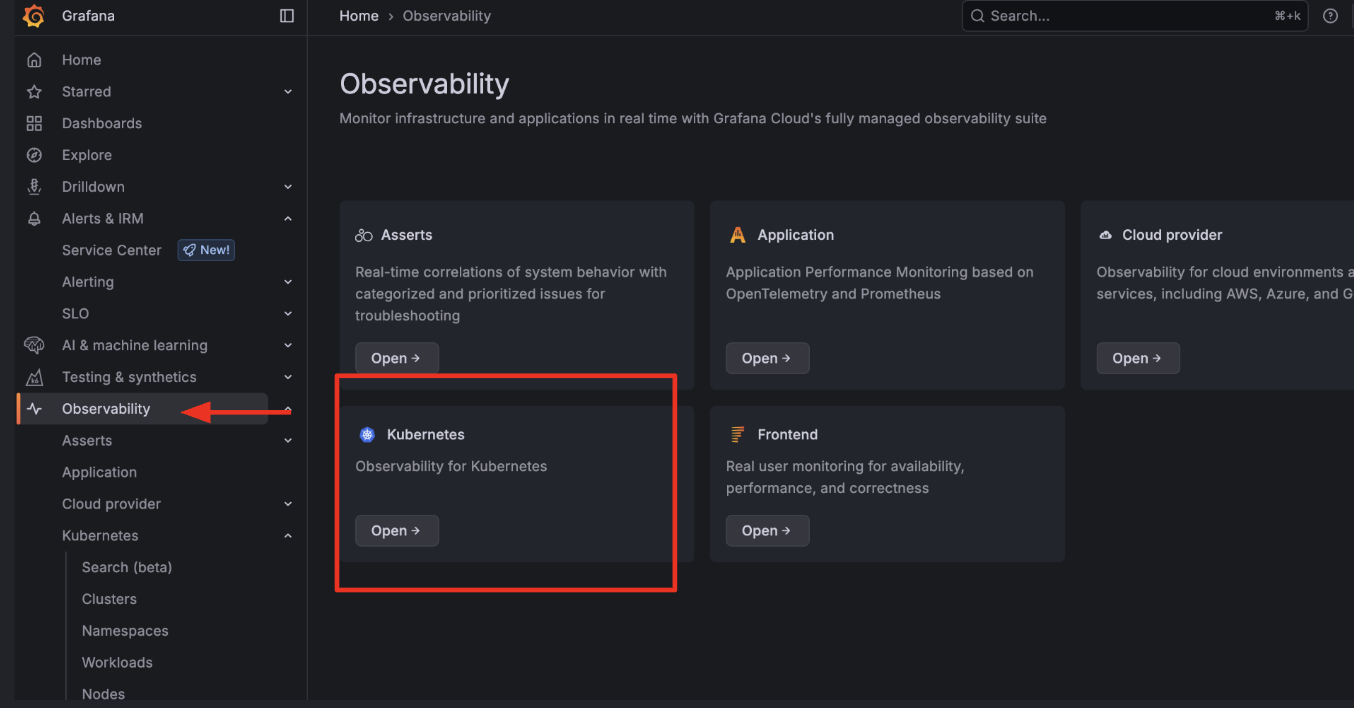 Grafana
Home › Observability
Search...
⌘+k
Home
Starred
Dashboards
Explore
Drilldown
Alerts & IRM
Service Center
New!
Alerting
SLO
AI & machine learning
Testing & synthetics
Observability
Asserts
Application
Cloud provider
Kubernetes
Search (beta)
Clusters
Namespaces
Workloads
Nodes
Observability
Monitor infrastructure and applications in real time with Grafana Cloud's fully managed observability suite
Asserts
Real-time correlations of system behavior with
categorized and prioritized issues for
troubleshooting
Open →
Application
Application Performance Monitoring based on
OpenTelemetry and Prometheus
Open →
Cloud provider
Observability for cloud environments a
services, including AWS, Azure, and G
Open →
Kubernetes
Observability for Kubernetes
Open →
Frontend
Real user monitoring for availability,
performance, and correctness
Open →